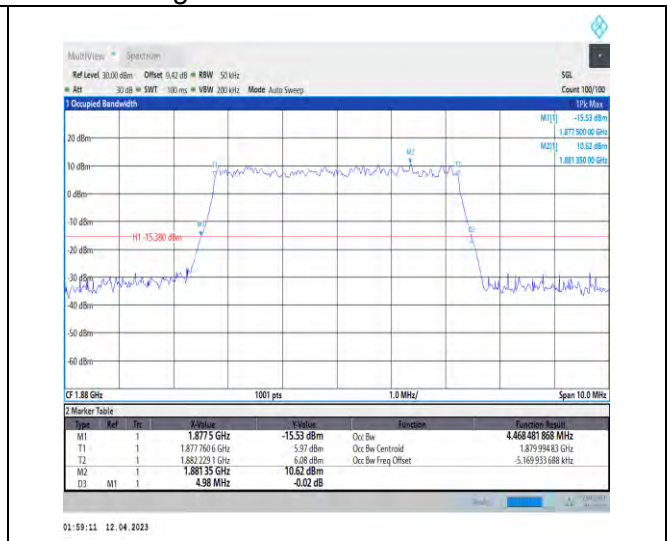 MultiView Spectrum
Ref Level 30.00 dBm Offset 9.42 dB RBW 50 kHz SGL
Att 30 dB SWT 100 ms VBW 200 kHz Mode Auto Sweep Count 100/100
1 Occupied Bandwidth 1Pk Max
M1[1] -15.53 dBm
1.877 500 00 GHz
20 dBm M2[1] 10.62 dBm
1.881 350 00 GHz
M2
10 dBm T1
0 dBm
-10 dBm M1
H1 -15.380 dBm
-20 dBm
-30 dBm
-40 dBm
-50 dBm
-60 dBm
CF 1.88 GHz 1001 pts 1.0 MHz/ Span 10.0 MHz
2 Marker Table
Type Ref Trc X-Value Y-Value Function Function Result
M1 1 1.8775 GHz -15.53 dBm Occ Bw 4.468 481 868 MHz
T1 1 1.877 760 6 GHz 5.97 dBm Occ Bw Centroid 1.879 994 83 GHz
T2 1 1.882 229 1 GHz 6.08 dBm Occ Bw Freq Offset -5.169 933 688 kHz
M2 1 1.881 35 GHz 10.62 dBm
D3 M1 1 4.98 MHz -0.02 dB
01:59:11 12.04.2023